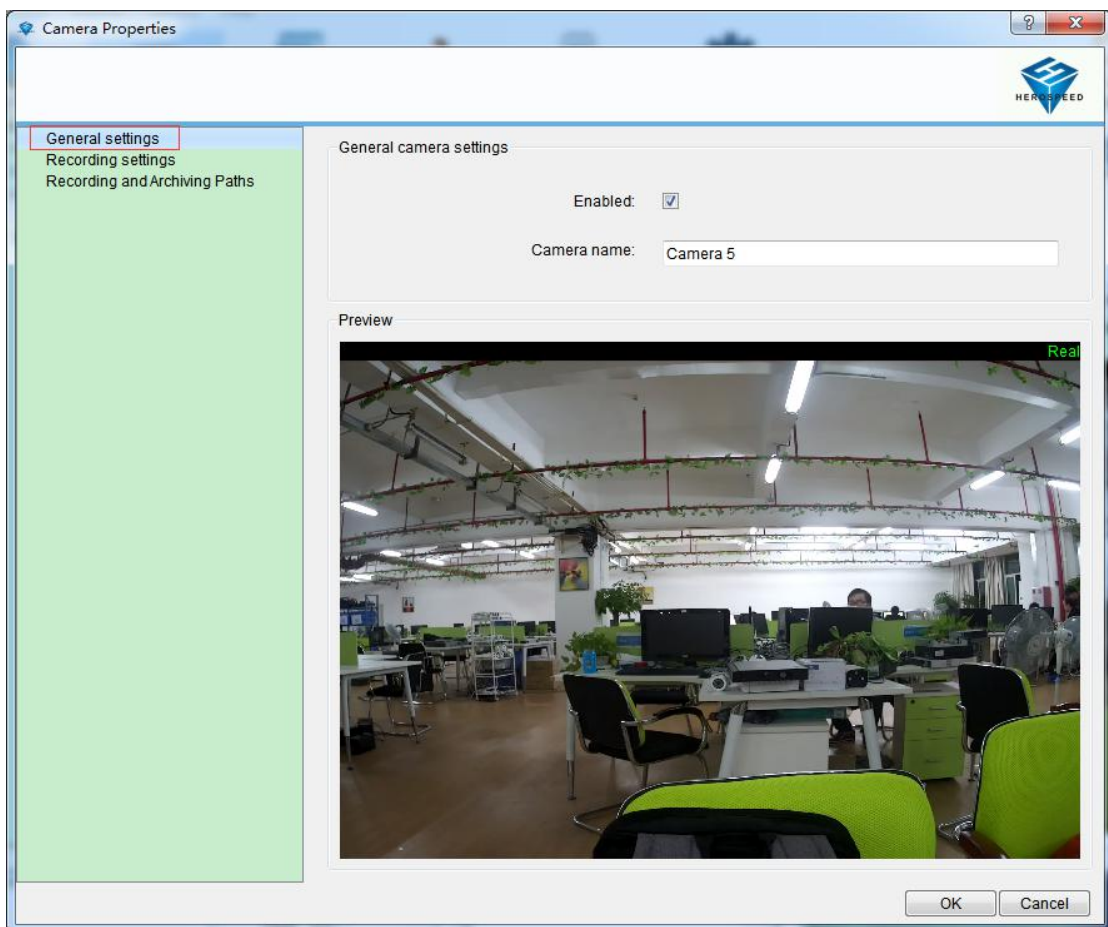 Camera Properties
?
X
HEROSPEED
General settings
Recording settings
Recording and Archiving Paths
General camera settings
Enabled:
Camera name:
Camera 5
Preview
Real
OK
Cancel